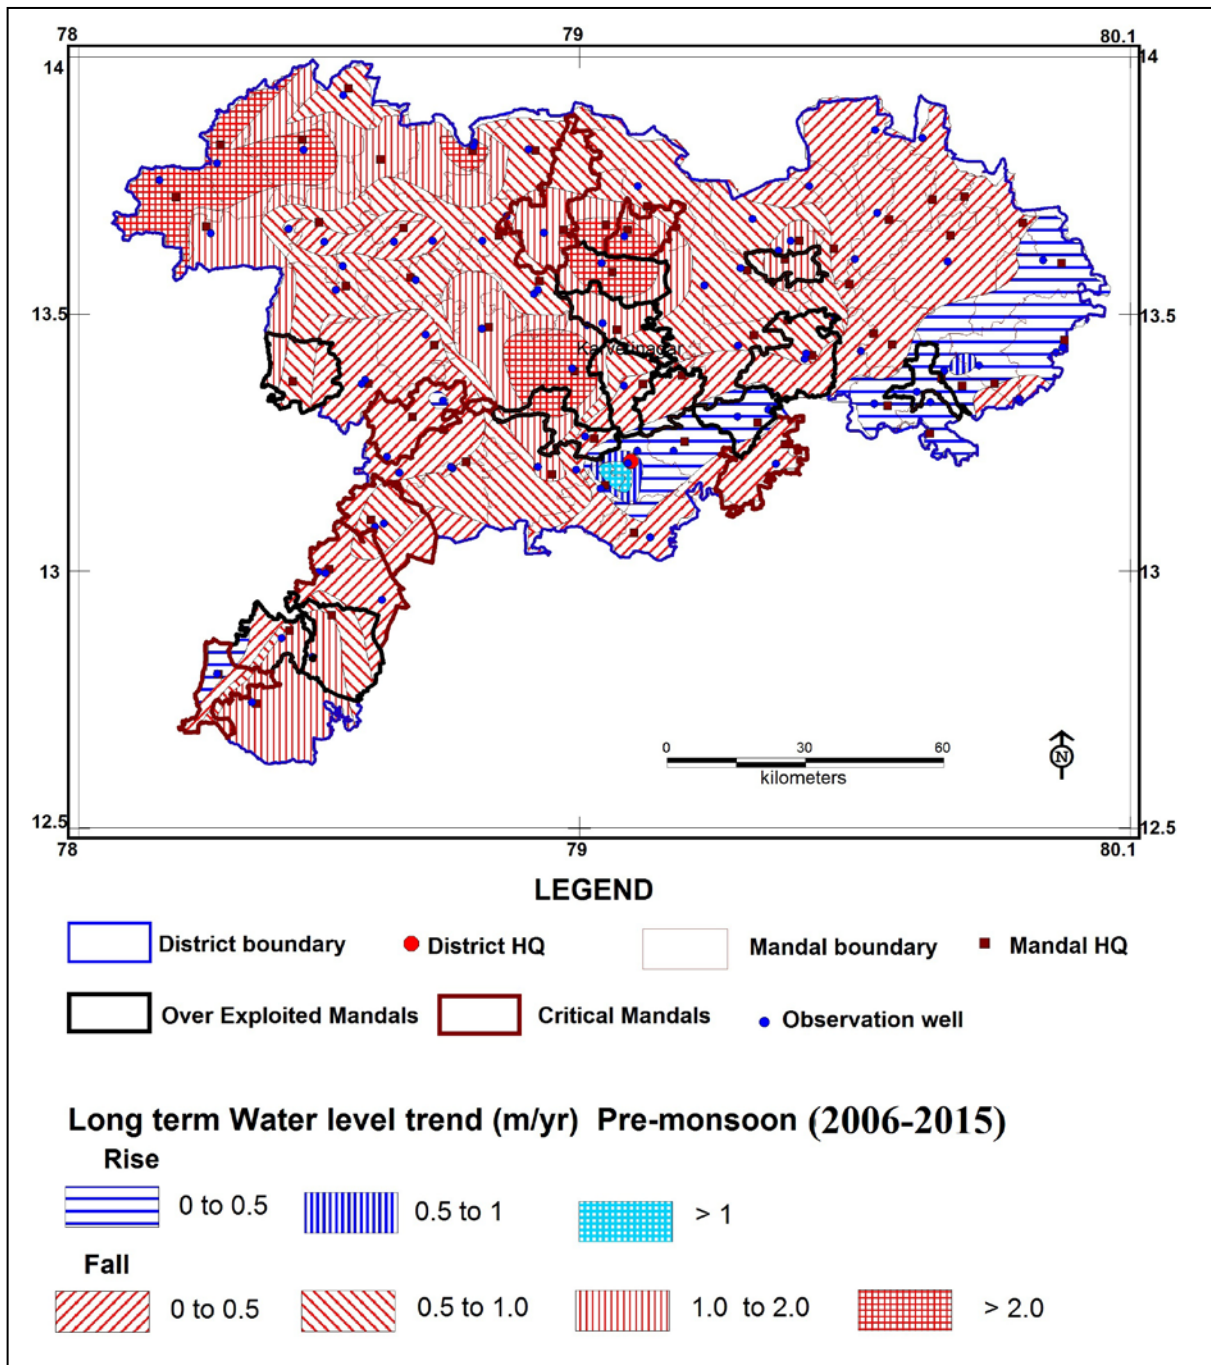 78 79 80.1
14 14
13.5 13.5
13 13
0 30 60
kilometers
N
12.5 12.5
78 79 80.1
LEGEND
District boundary District HQ Mandal boundary Mandal HQ
Over Exploited Mandals Critical Mandals Observation well
Long term Water level trend (m/yr) Pre-monsoon (2006-2015)
Rise
0 to 0.5 0.5 to 1 > 1
Fall
0 to 0.5 0.5 to 1.0 1.0 to 2.0 > 2.0